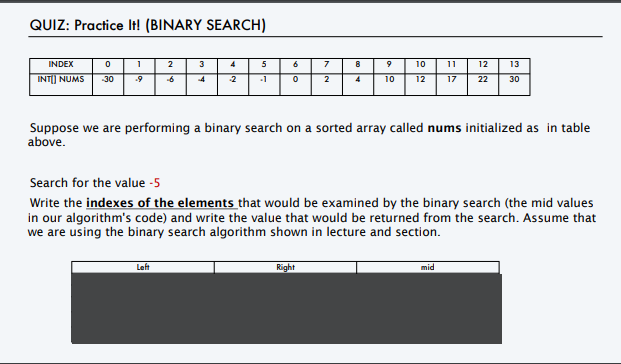 QUIZ: Practice It! (BINARY SEARCH)
INDEX 0 1 2 3 4 5 6 7 8 9 10 11 12 13
INT[] NUMS -30 -9 -6 -4 -2 -1 0 2 4 10 12 17 22 30
Suppose we are performing a binary search on a sorted array called nums initialized as in table
above.
Search for the value -5
Write the indexes of the elements that would be examined by the binary search (the mid values
in our algorithm's code) and write the value that would be returned from the search. Assume that
we are using the binary search algorithm shown in lecture and section.
Left Right mid